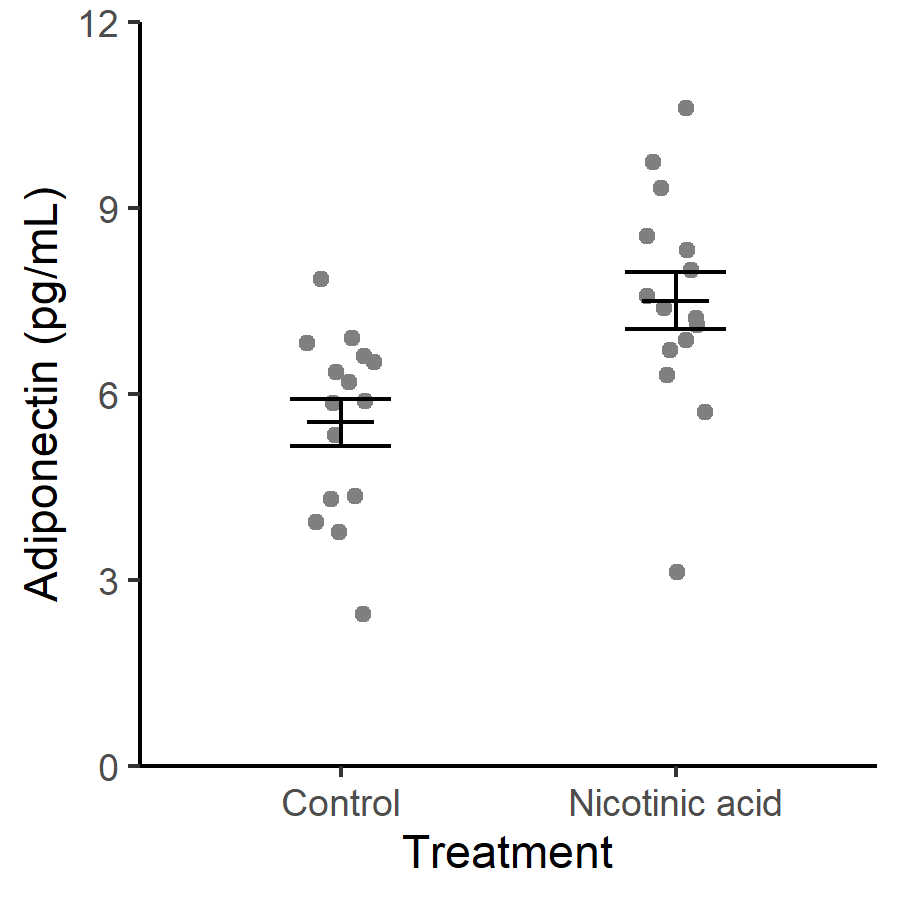 12
9
6
3
0
Adiponectin (pg/mL)
Control
Nicotinic acid
Treatment